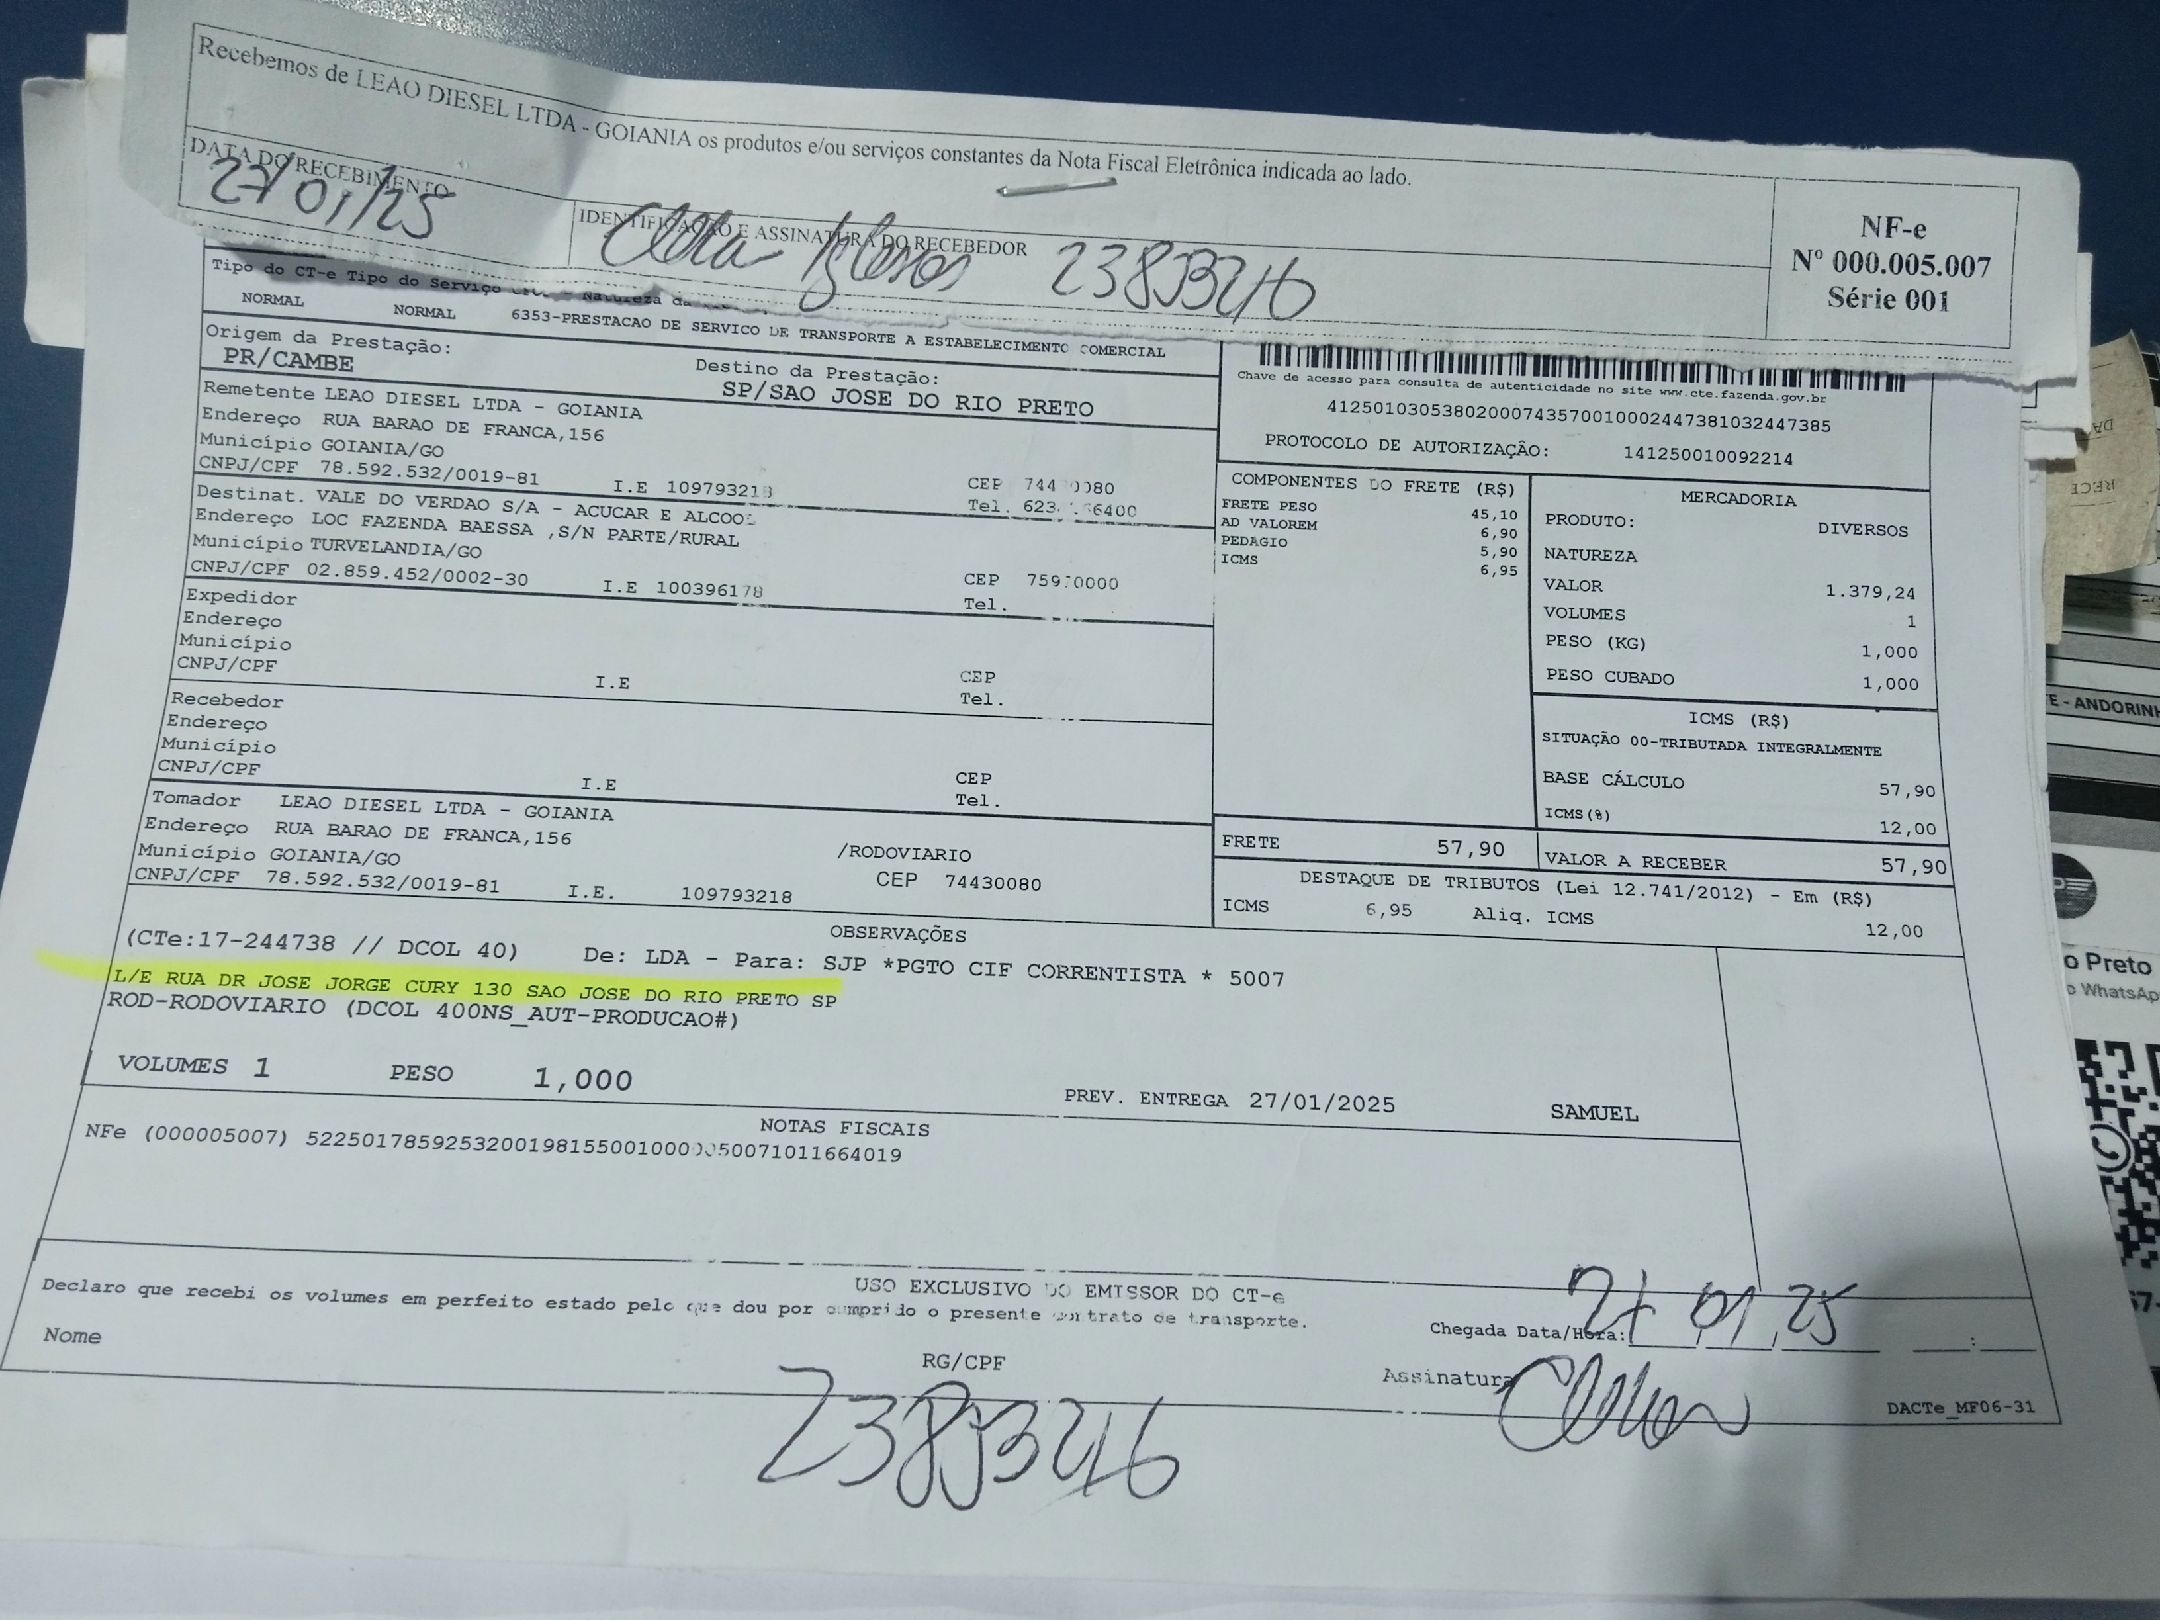 Recebemos de LEAO DIESEL LTDA - GOIANIA os produtos e/ou serviços constantes da Nota Fiscal Eletrônica indicada ao lado.
DATA DO RECEBIMENTO
27/01/25
IDENTIFICAÇÃO E ASSINATURA DO RECEBEDOR
NF-e
Nº 000.005.007
Série 001
Tipo do CT-e Tipo do Serviço
NORMAL NORMAL 6353-PRESTACAO DE SERVICO DE TRANSPORTE A ESTABELECIMENTO COMERCIAL
Origem da Prestação: Destino da Prestação:
PR/CAMBE SP/SAO JOSE DO RIO PRETO
Remetente LEAO DIESEL LTDA - GOIANIA
Endereço RUA BARAO DE FRANCA,156
Município GOIANIA/GO
CNPJ/CPF 78.592.532/0019-81 I.E 109793218 CEP
Tel.
Destinat. VALE DO VERDAO S/A - ACUCAR E ALCOOL
Endereço LOC FAZENDA BAESSA ,S/N PARTE/RURAL
Município TURVELANDIA/GO
CNPJ/CPF 02.859.452/0002-30 I.E 100396178 CEP
Tel.
Expedidor
Endereço
Município
CNPJ/CPF I.E CEP
Tel.
Recebedor
Endereço
Município
CNPJ/CPF I.E CEP
Tel.
Tomador LEAO DIESEL LTDA - GOIANIA
Endereço RUA BARAO DE FRANCA,156
Município GOIANIA/GO /RODOVIARIO
CNPJ/CPF 78.592.532/0019-81 I.E. 109793218 CEP 74430080
Chave de acesso para consulta de autenticidade no site www.cte.fazenda.gov.br
41250103053802000743570010002447381032447385
PROTOCOLO DE AUTORIZAÇÃO: 141250010092214
COMPONENTES DO FRETE (R$)
FRETE PESO 45,10
AD VALOREM 6,90
PEDAGIO 5,90
ICMS 6,95
MERCADORIA
PRODUTO: DIVERSOS
NATUREZA
VALOR 1.379,24
VOLUMES 1
PESO (KG) 1,000
PESO CUBADO 1,000
ICMS (R$)
SITUAÇÃO 00-TRIBUTADA INTEGRALMENTE
BASE CÁLCULO 57,90
ICMS(%) 12,00
FRETE 57,90 VALOR A RECEBER 57,90
DESTAQUE DE TRIBUTOS (Lei 12.741/2012) - Em (R$)
ICMS 6,95 Aliq. ICMS 12,00
OBSERVAÇÕES
(CTe:17-244738 // DCOL 40) De: LDA - Para: SJP *PGTO CIF CORRENTISTA * 5007
L/E RUA DR JOSE JORGE CURY 130 SAO JOSE DO RIO PRETO SP
ROD-RODOVIARIO (DCOL 400NS_AUT-PRODUCAO#)
VOLUMES 1 PESO 1,000 PREV. ENTREGA 27/01/2025 SAMUEL
NOTAS FISCAIS
NFe (000005007)
USO EXCLUSIVO DO EMISSOR DO CT-e
Declaro que recebi os volumes em perfeito estado pelo que dou por cumprido o presente contrato de transporte.
Chegada Data/Hora: 27 01 25 :
Nome RG/CPF Assinatura
DACTe_MF06-31
E - ANDORINH
o Preto
o WhatsAp
DÃO
RECE